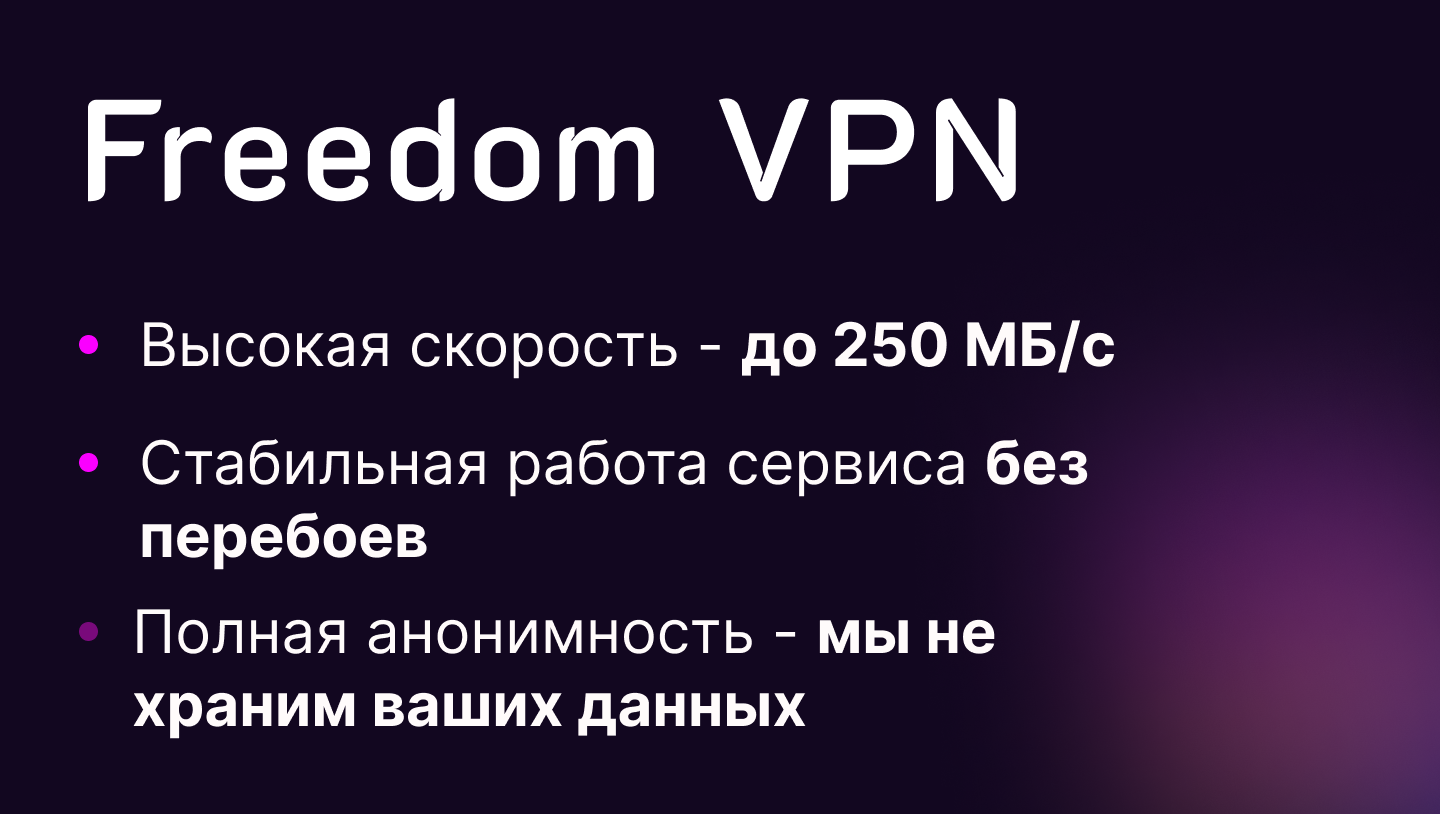 Freedom VPN
Высокая скорость - до 250 МБ/с
Стабильная работа сервиса без
перебоев
Полная анонимность - мы не
храним ваших данных